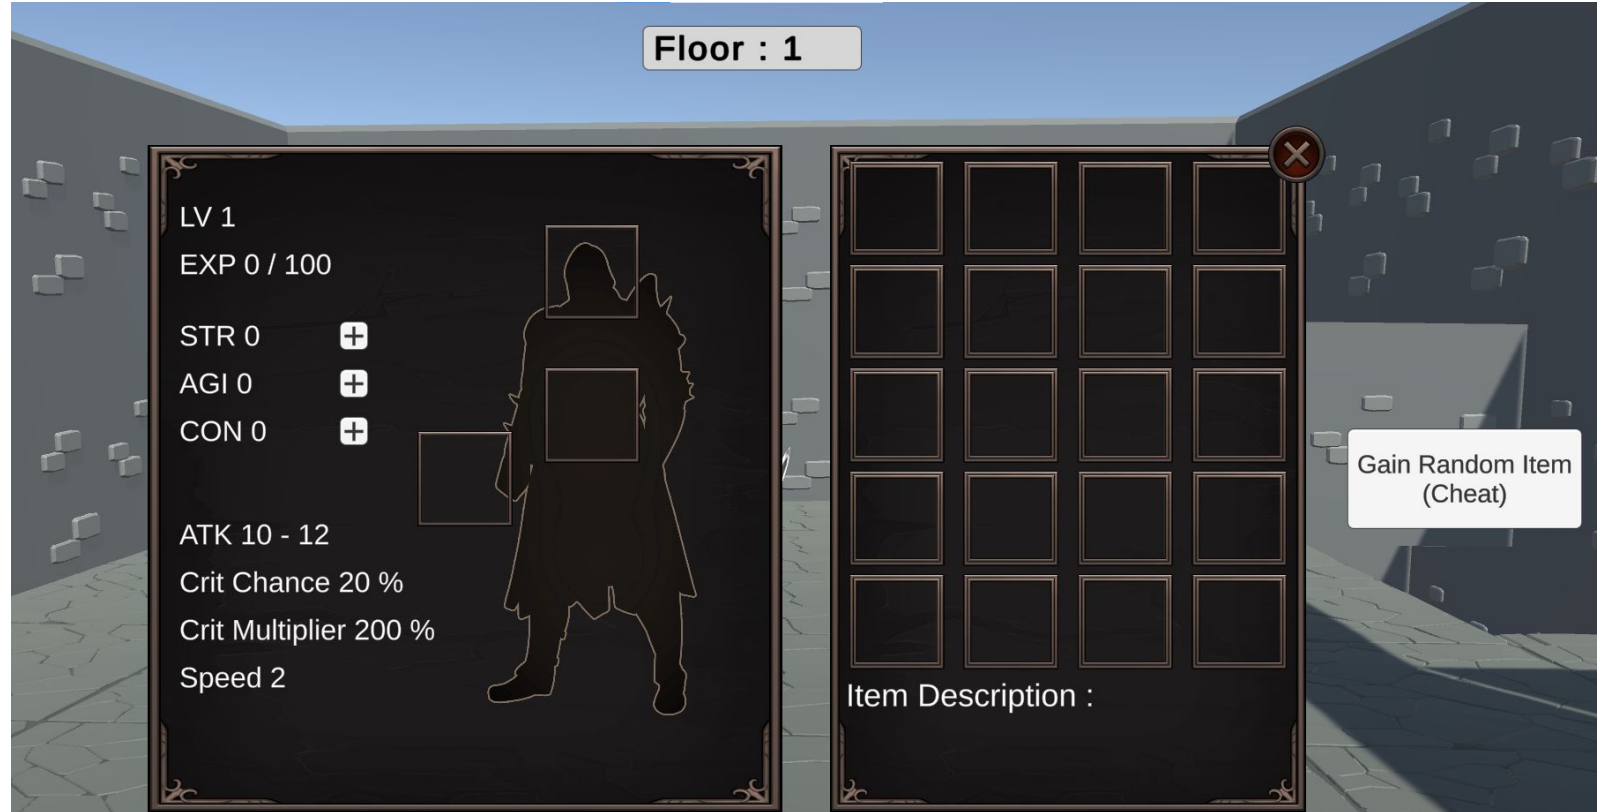 Floor : 1
LV 1
EXP 0 / 100
STR 0
AGI 0
CON 0
ATK 10 - 12
Crit Chance 20 %
Crit Multiplier 200 %
Speed 2
Item Description :
Gain Random Item
(Cheat)